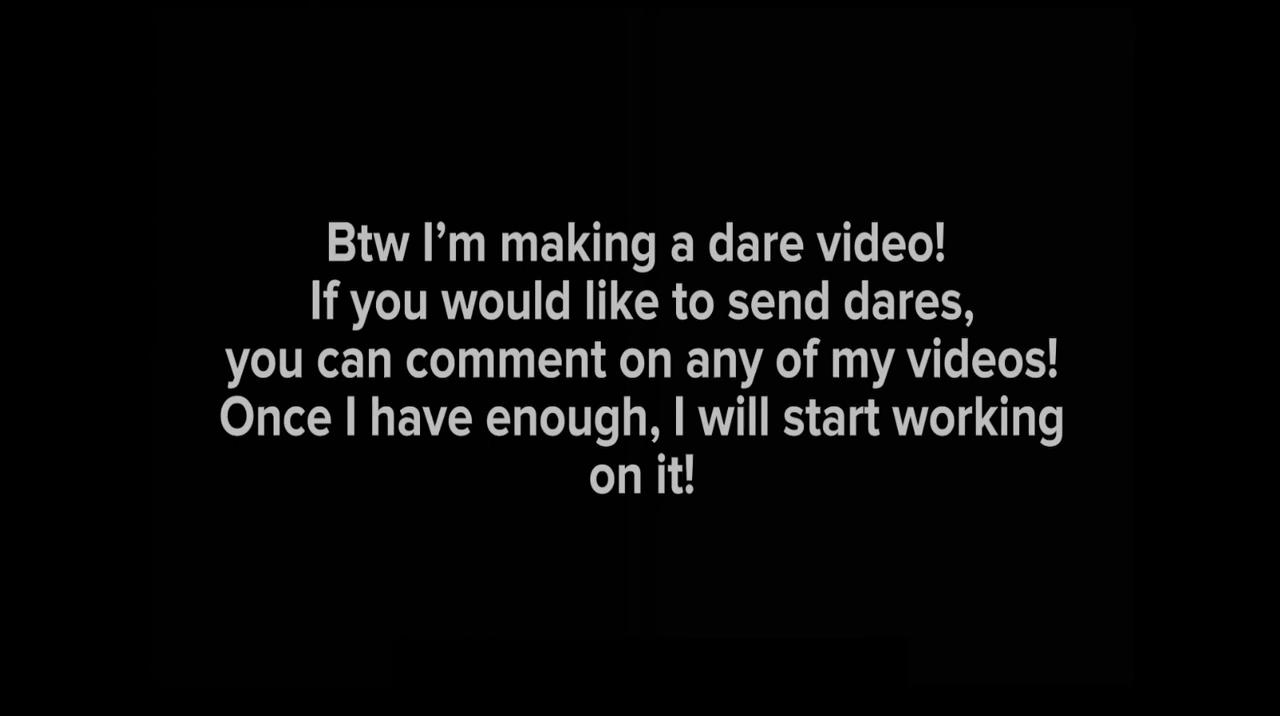 Btw I’m making a dare video!
If you would like to send dares,
you can comment on any of my videos!
Once I have enough, I will start working
on it!